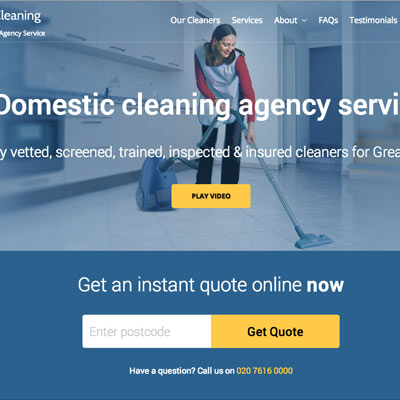 Cleaning
Agency Service
Our Cleaners Services About FAQs Testimonials
Domestic cleaning agency servi
y vetted, screened, trained, inspected & insured cleaners for Grea
PLAY VIDEO
Get an instant quote online now
Enter postcode
Get Quote
Have a question? Call us on 020 7616 0000